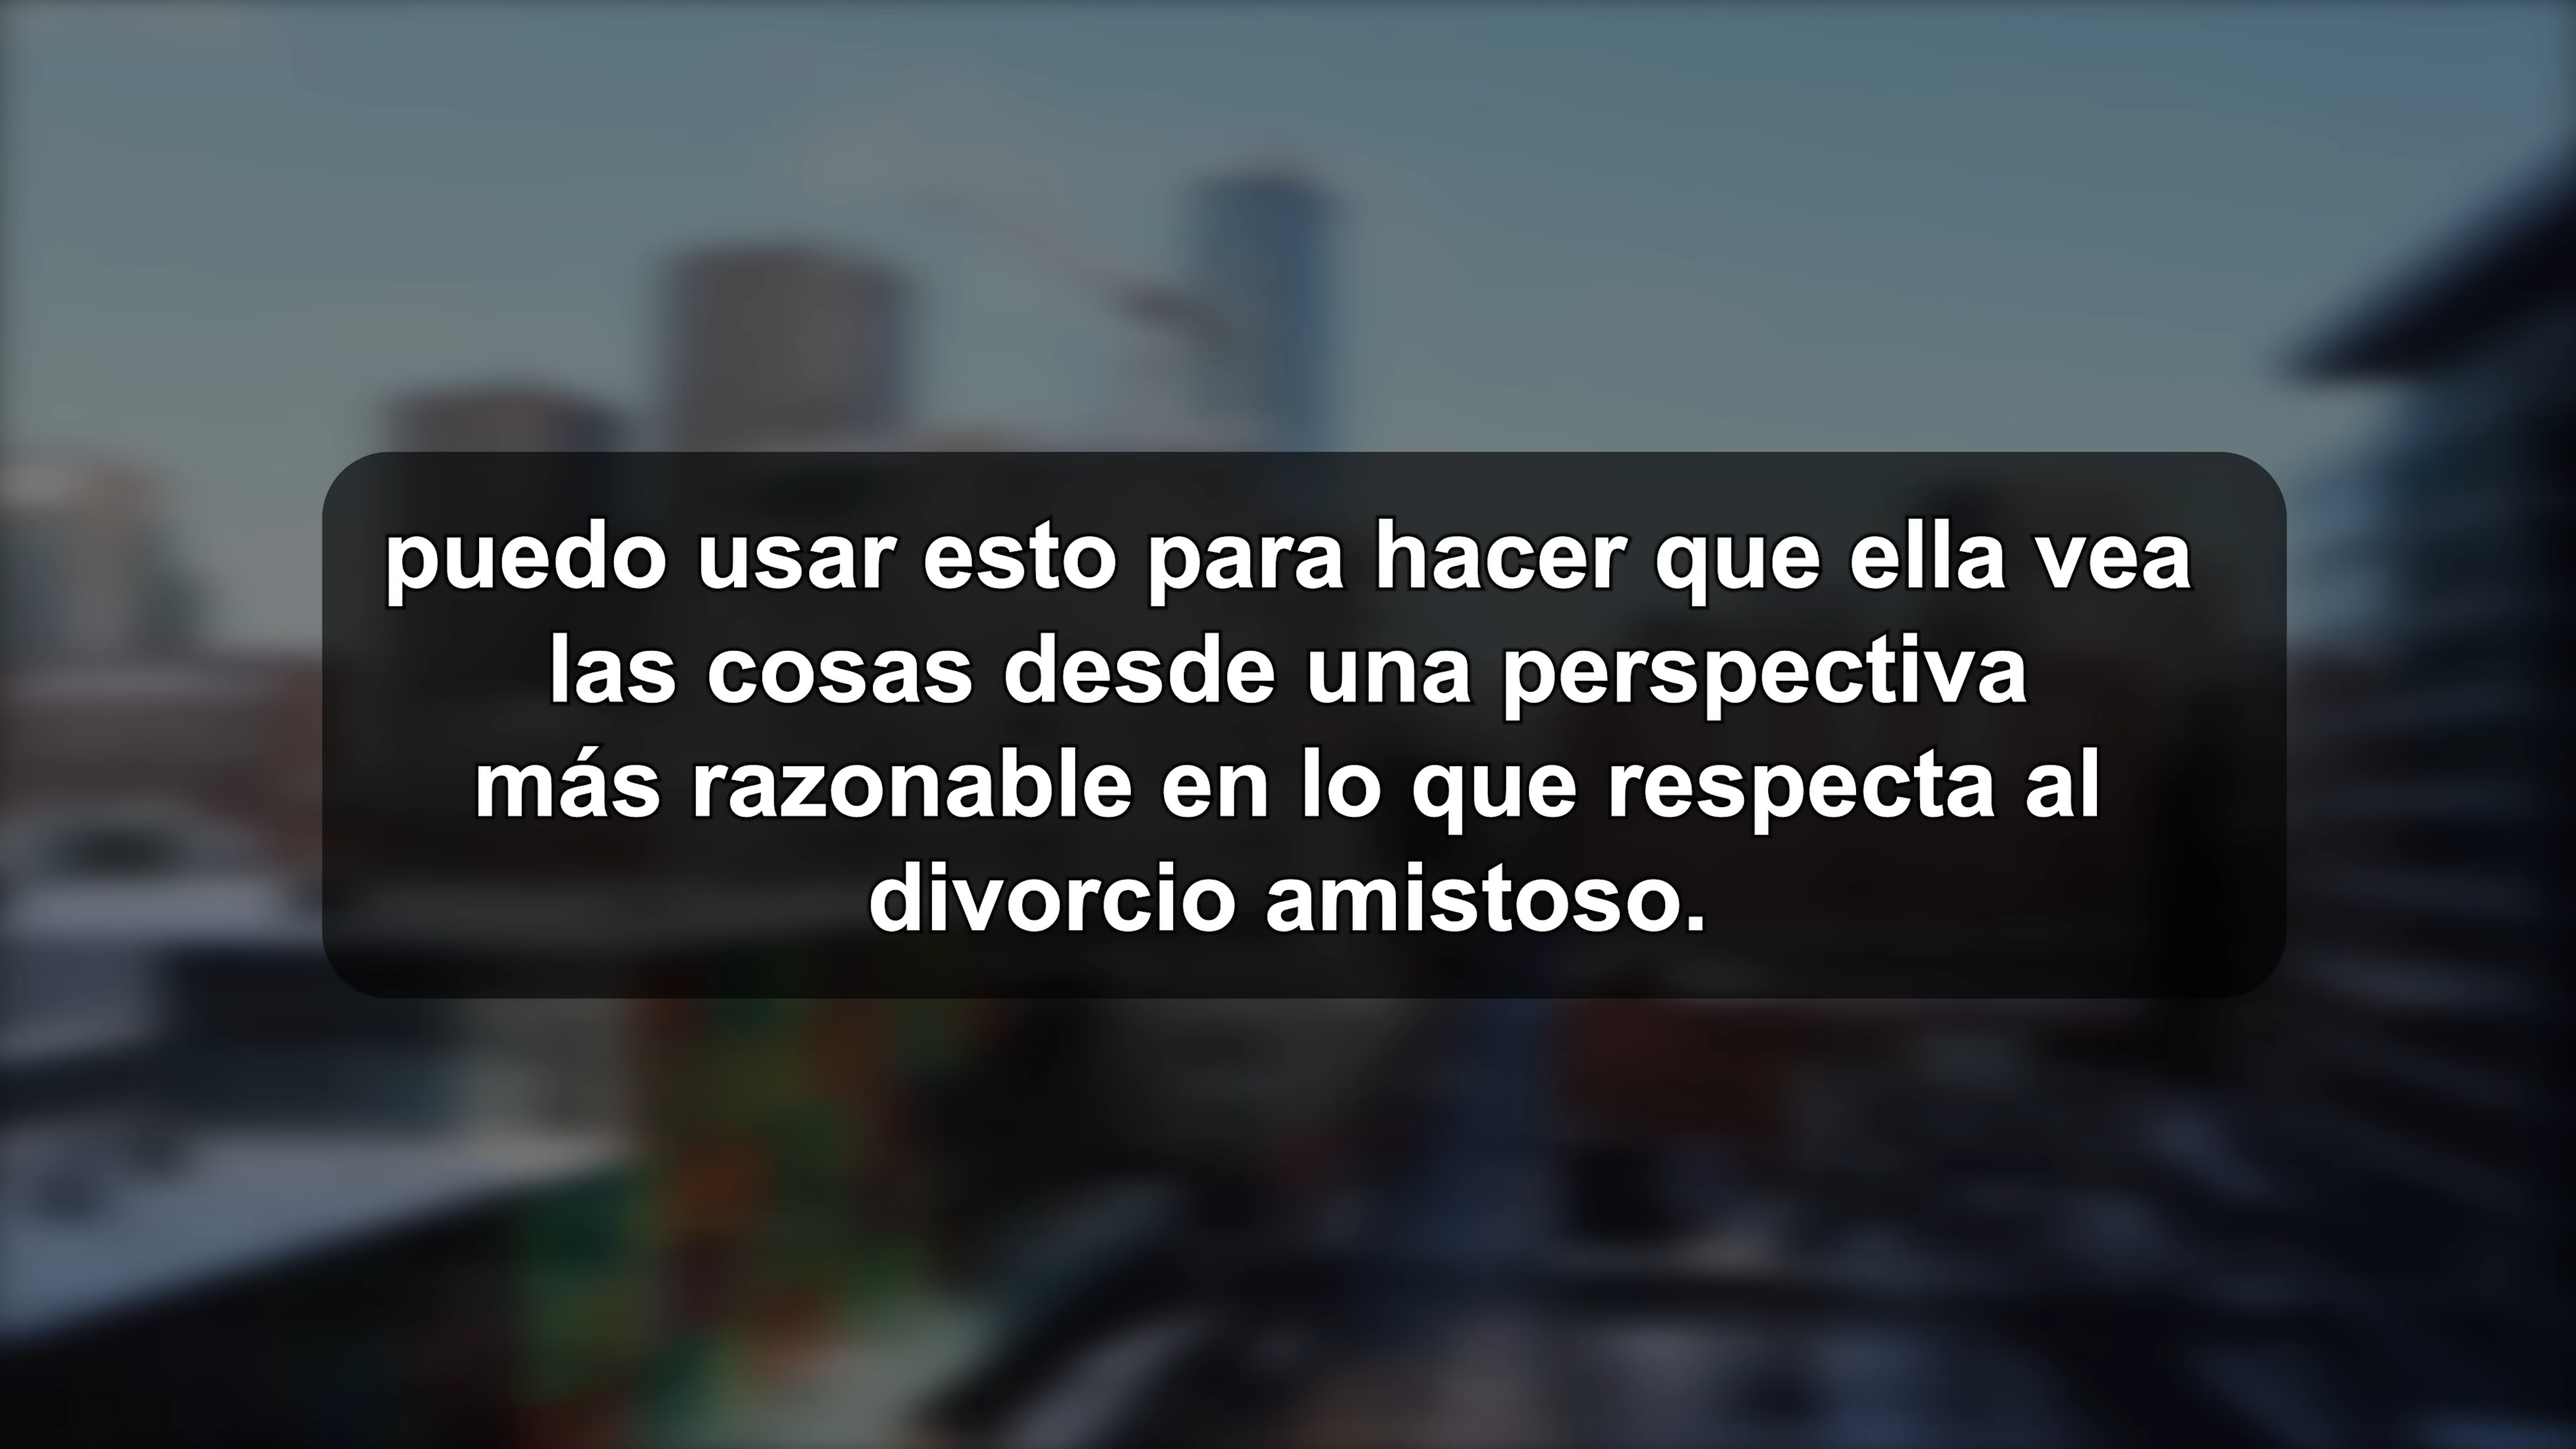 puedo usar esto para hacer que ella vea
las cosas desde una perspectiva
más razonable en lo que respecta al
divorcio amistoso.